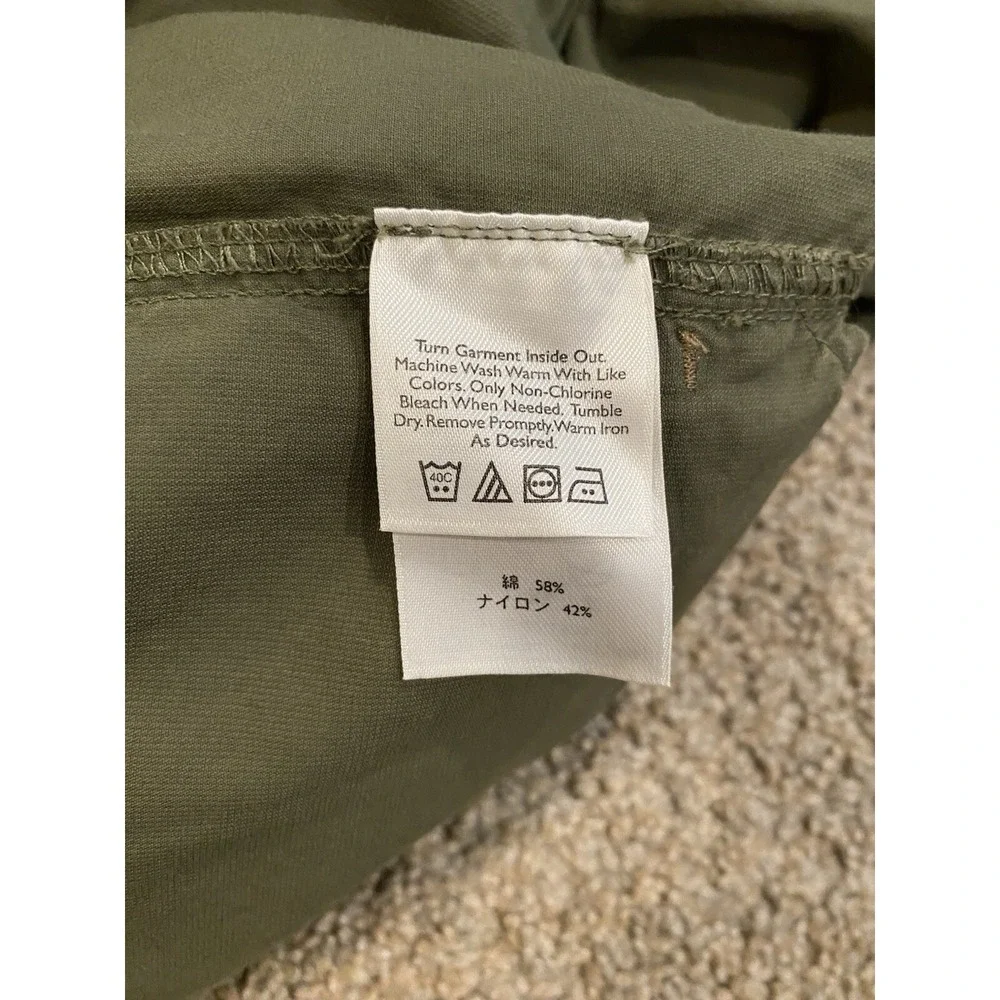 Turn Garment Inside Out.
Machine Wash Warm With Like
Colors. Only Non-Chlorine
Bleach When Needed. Tumble
Dry. Remove Promptly.Warm Iron
As Desired.
40C
綿 58%
ナイロン 42%